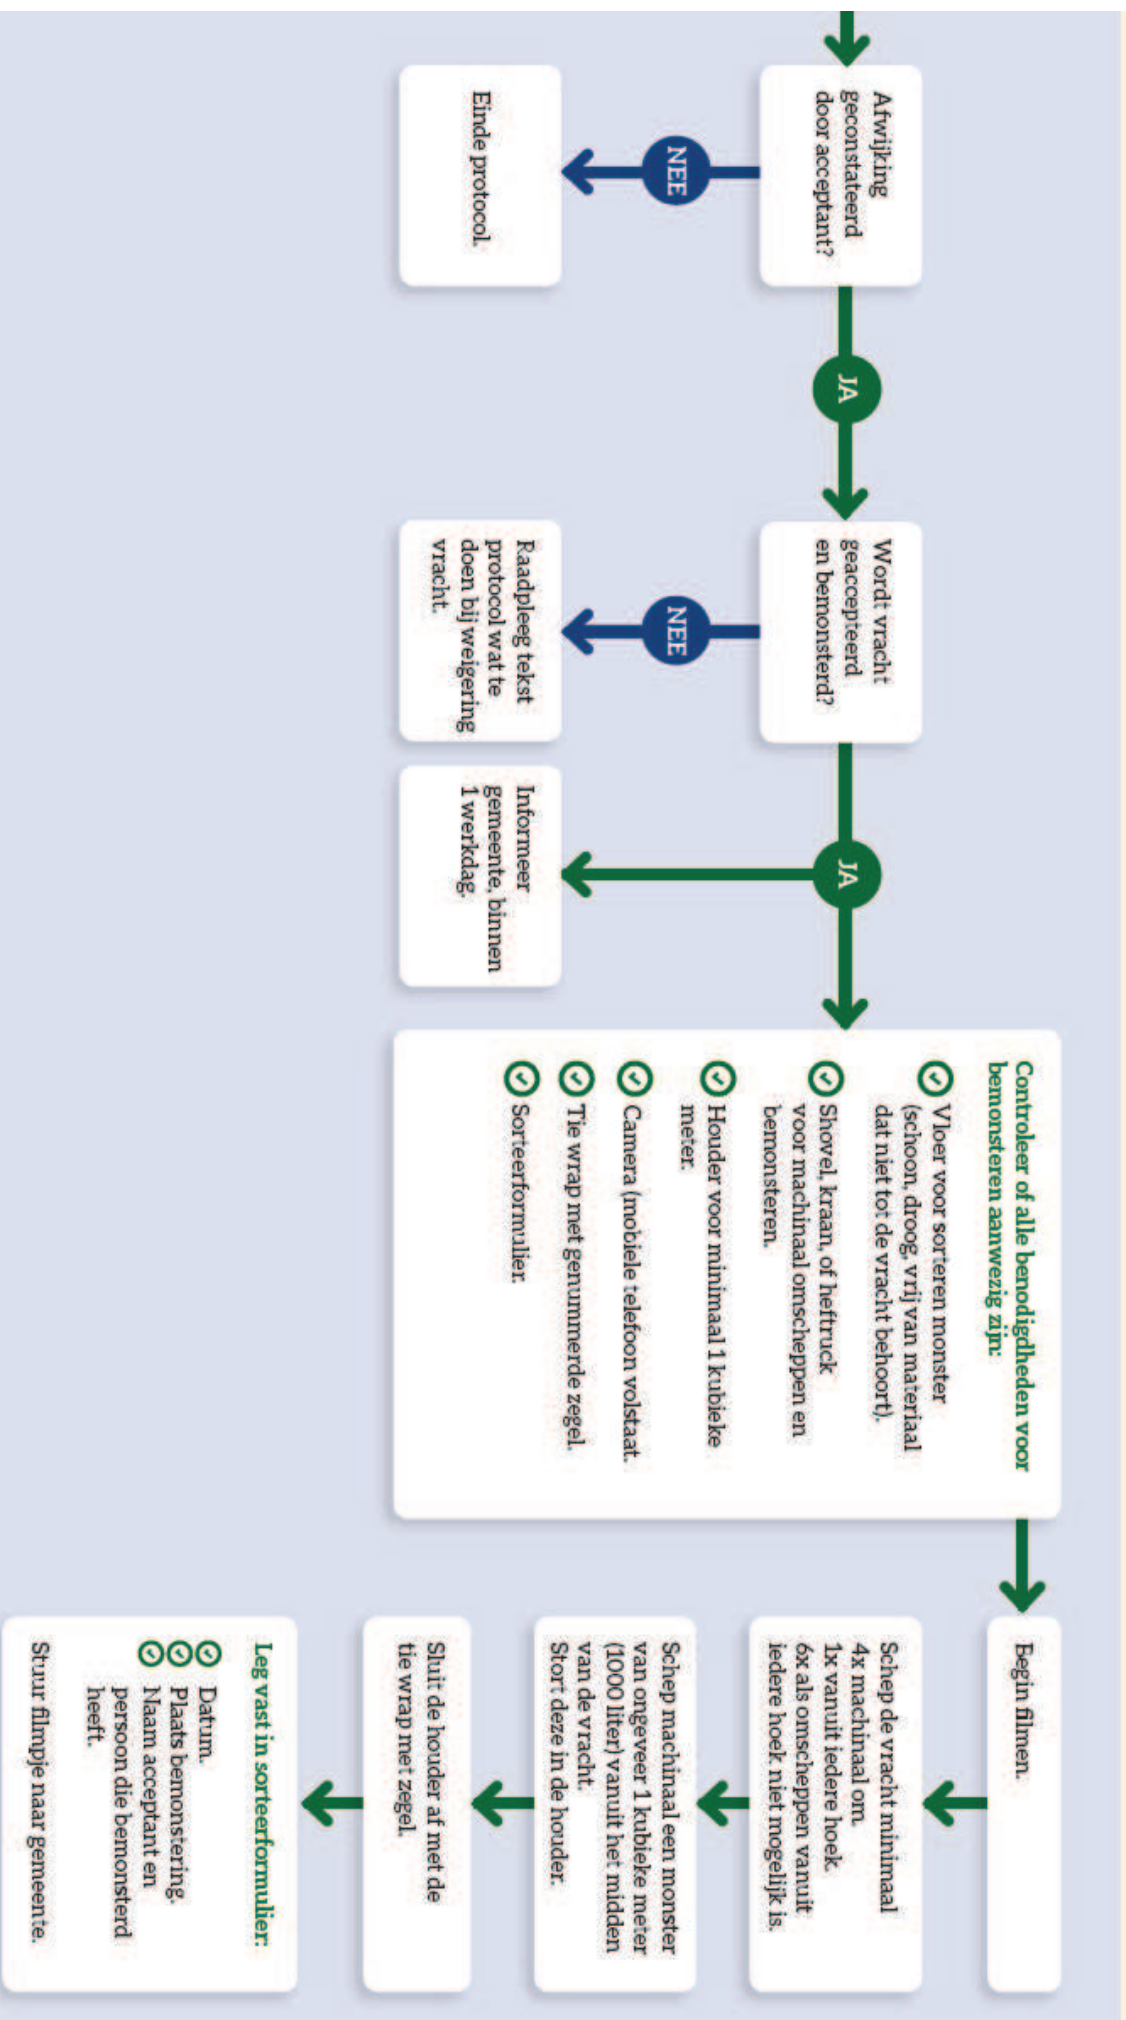 Afwijking
geconstateerd
door acceptant?
NEE
Einde protocol.
JA
Wordt vracht
geaccepteerd
en bemonsterd?
NEE
Raadpleeg tekst
protocol wat te
doen bij weigering
vracht.
JA
Informeer
gemeente, binnen
1 werkdag.
Controleer of alle benodigdheden voor
bemonsteren aanwezig zijn:
Vloer voor sorteren monster
(schoon, droog, vrij van materiaal
dat niet tot de vracht behoort).
Shovel, kraan, of heftruck
voor machinaal omscheppen en
bemonsteren.
Houder voor minimaal 1 kubieke
meter.
Camera (mobiele telefoon volstaat.
Tie wrap met genummerde zegel.
Sorteerformulier.
Begin filmen.
Schep de vracht minimaal
4x machinaal om.
1x vanuit iedere hoek.
6x als omscheppen vanuit
iedere hoek niet mogelijk is.
Schep machinaal een monster
van ongeveer 1 kubieke meter
(1000 liter) vanuit het midden
van de vracht.
Stort deze in de houder.
Sluit de houder af met de
tie wrap met zegel.
Leg vast in sorteerformulier:
Datum.
Plaats bemonstering.
Naam acceptant en
persoon die bemonsterd
heeft.
Stuur filmpje naar gemeente.